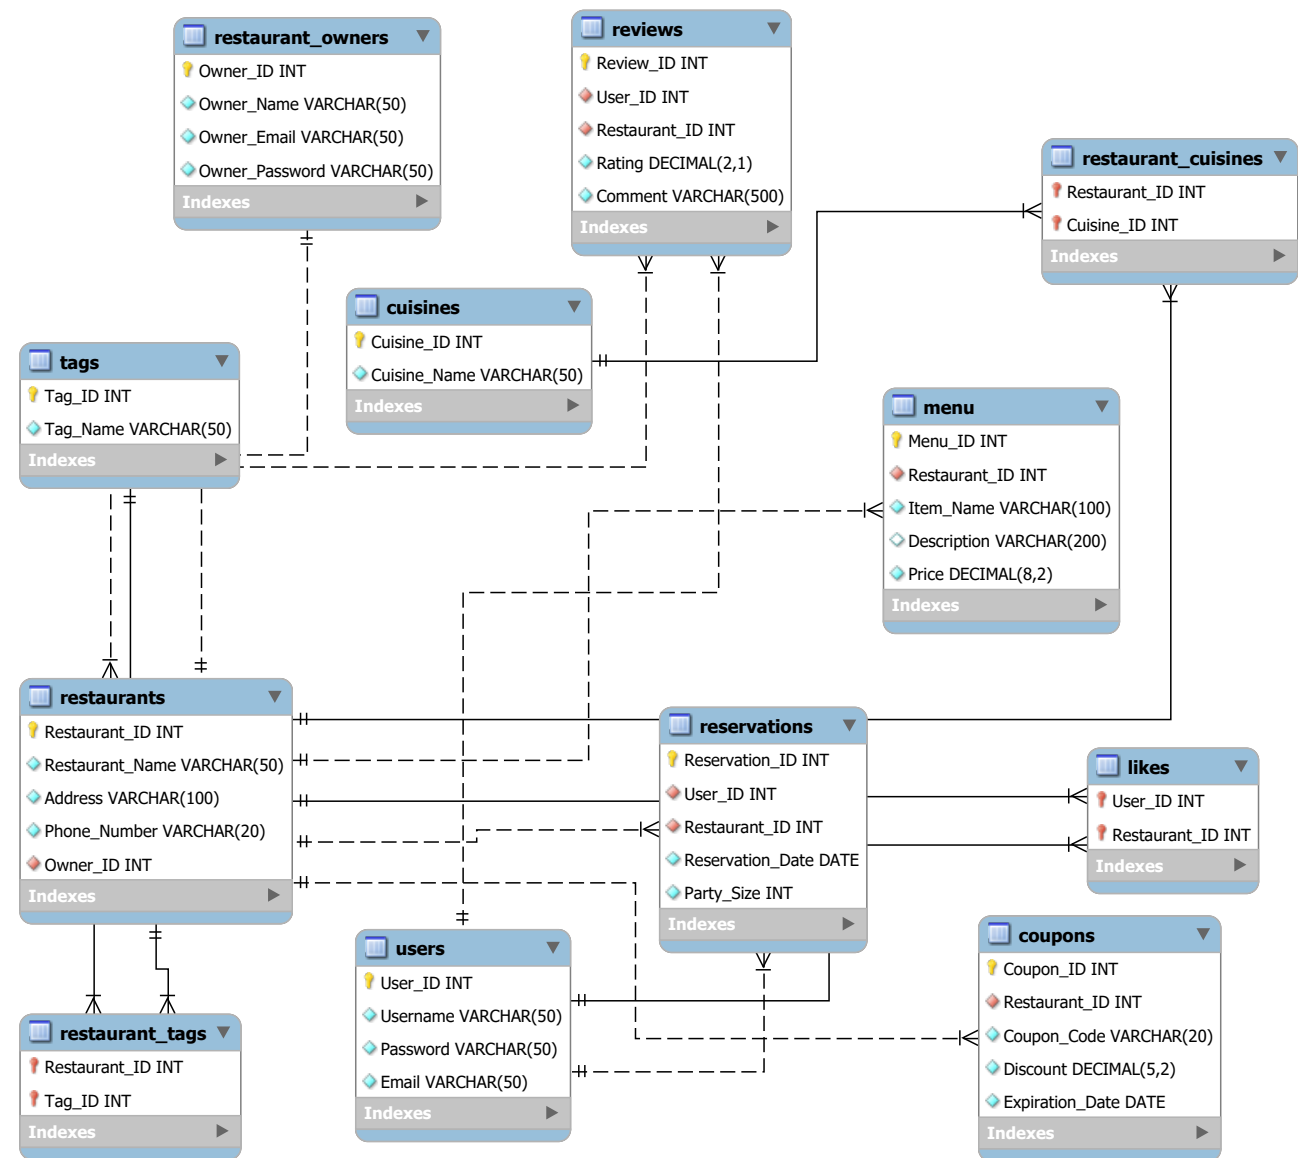 restaurant_owners
Owner_ID INT
Owner_Name VARCHAR(50)
Owner_Email VARCHAR(50)
Owner_Password VARCHAR(50)
Indexes
reviews
Review_ID INT
User_ID INT
Restaurant_ID INT
Rating DECIMAL(2,1)
Comment VARCHAR(500)
Indexes
restaurant_cuisines
Restaurant_ID INT
Cuisine_ID INT
Indexes
cuisines
Cuisine_ID INT
Cuisine_Name VARCHAR(50)
Indexes
tags
Tag_ID INT
Tag_Name VARCHAR(50)
Indexes
menu
Menu_ID INT
Restaurant_ID INT
Item_Name VARCHAR(100)
Description VARCHAR(200)
Price DECIMAL(8,2)
Indexes
restaurants
Restaurant_ID INT
Restaurant_Name VARCHAR(50)
Address VARCHAR(100)
Phone_Number VARCHAR(20)
Owner_ID INT
Indexes
reservations
Reservation_ID INT
User_ID INT
Restaurant_ID INT
Reservation_Date DATE
Party_Size INT
Indexes
likes
User_ID INT
Restaurant_ID INT
Indexes
users
User_ID INT
Username VARCHAR(50)
Password VARCHAR(50)
Email VARCHAR(50)
Indexes
coupons
Coupon_ID INT
Restaurant_ID INT
Coupon_Code VARCHAR(20)
Discount DECIMAL(5,2)
Expiration_Date DATE
Indexes
restaurant_tags
Restaurant_ID INT
Tag_ID INT
Indexes